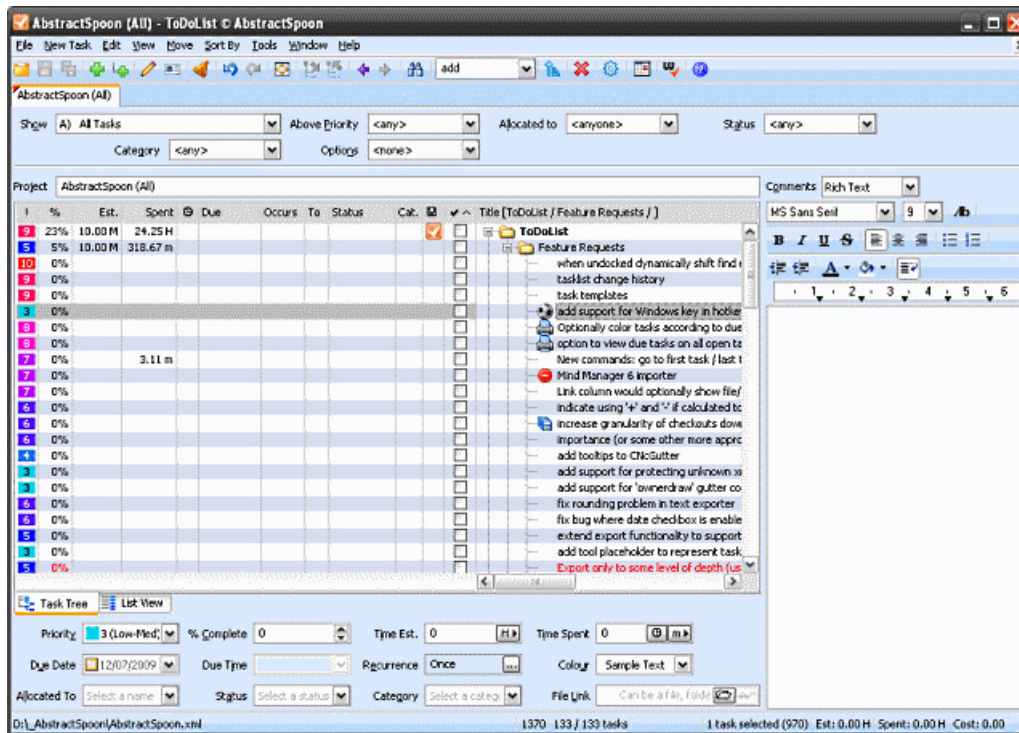 AbstractSpoon (All) - ToDoList © AbstractSpoon
File New Task Edit View Move Sort By Tools Window Help
add
AbstractSpoon (All)
Show A) All Tasks Above Priority <any> Allocated to <anyone> Status <any>
Category <any> Options <none>
Project AbstractSpoon (All) Comments Rich Text
! % Est. Spent Due Occurs To Status Cat. Title [ToDoList / Feature Requests / ]
MS Sans Serif 9 Ab
9 23% 10.00 M 24.25 H ToDoList
B I U S
5 5% 10.00 M 318.67 m Feature Requests
10 0% when undocked dynamically shift find
A
9 0% tasklist change history
1 2 3 4 5 6
9 0% task templates
3 0% add support for Windows key in hotke
8 0% Optionally color tasks according to due
8 0% option to view due tasks on all open ta
7 0% 3.11 m New commands: go to first task / last t
7 0% Mind Manager 6 importer
7 0% Link column would optionally show file/
6 0% indicate using '+' and '-' if calculated to
6 0% increase granularity of checkouts dow
6 0% importance (or some other more appro
4 0% add tooltips to CNcGutter
3 0% add support for protecting unknown x
3 0% add support for 'ownerdraw' gutter co
6 0% fix rounding problem in text exporter
6 0% fix bug where date checkbox is enable
5 0% extend export functionality to support
3 0% add tool placeholder to represent task
5 0% Export only to some level of depth (us
Task Tree List View
Priority 3 (Low-Med) % Complete 0 Time Est. 0 H Time Spent 0 m
Due Date 12/07/2009 Due Time Recurrence Once ... Colour Sample Text
Allocated To Select a name Status Select a status Category Select a categ File Link Can be a file, folde
D:\_AbstractSpoon\AbstractSpoon.xml 1370 133 / 133 tasks 1 task selected (970) Est: 0.00 H Spent: 0.00 H Cost: 0.00